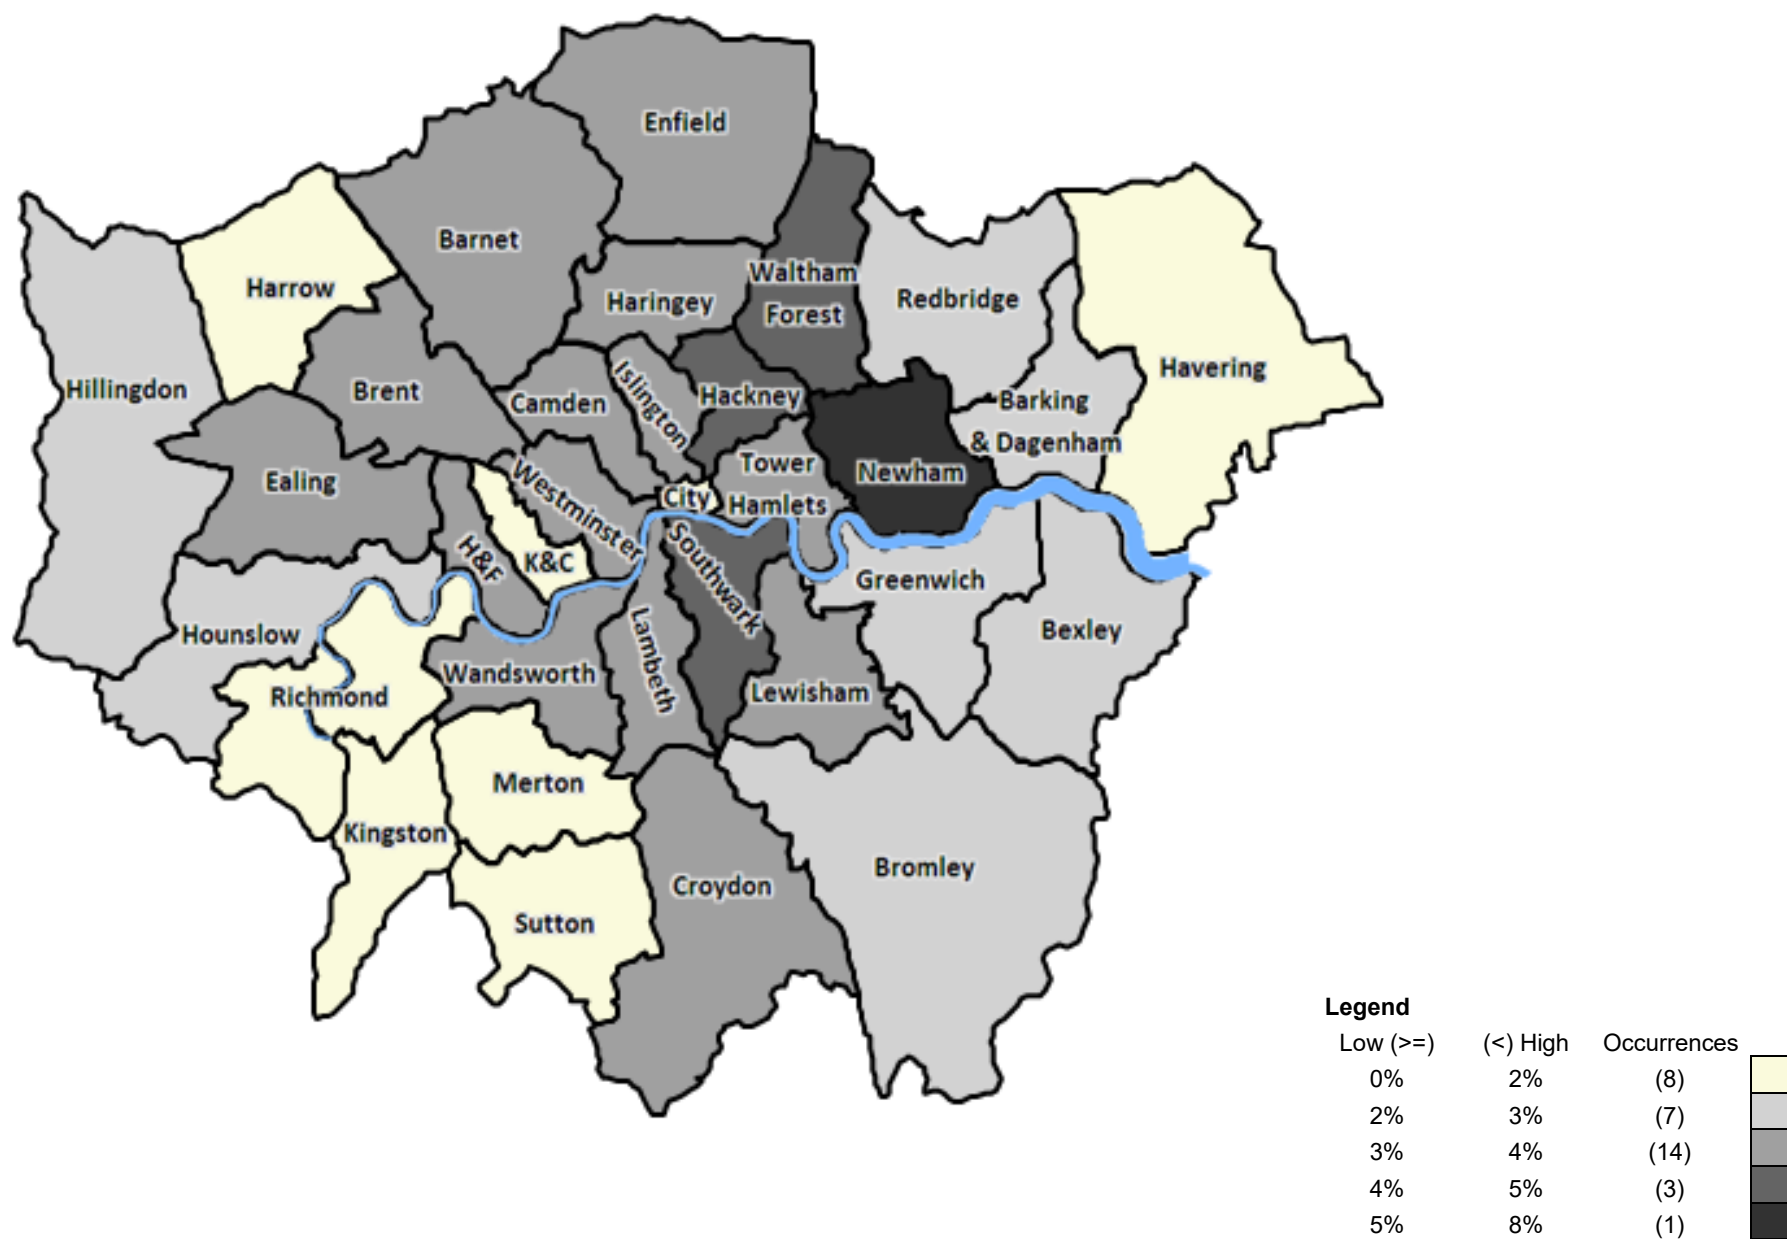 Enfield
Barnet
Harrow
Waltham
Forest
Haringey
Redbridge
Havering
Hillingdon
Brent
Camden
Islington
Hackney
Barking
& Dagenham
Ealing
Tower
Hamlets
Newham
Westminster
City
H&F
K&C
Southwark
Greenwich
Hounslow
Bexley
Richmond
Wandsworth
Lambeth
Lewisham
Merton
Kingston
Croydon
Bromley
Sutton
Legend
Low (>=) (<) High Occurrences
0% 2% (8)
2% 3% (7)
3% 4% (14)
4% 5% (3)
5% 8% (1)